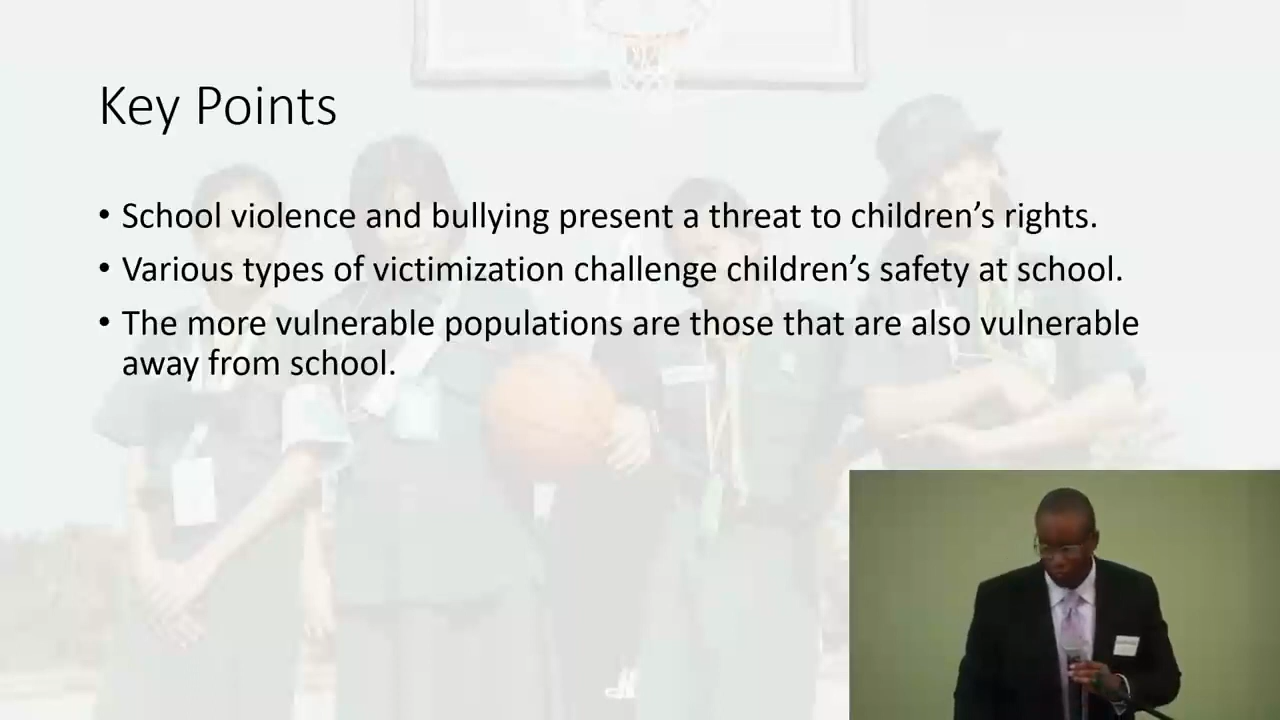 Key Points
• School violence and bullying present a threat to children’s rights.
• Various types of victimization challenge children’s safety at school.
• The more vulnerable populations are those that are also vulnerable
away from school.